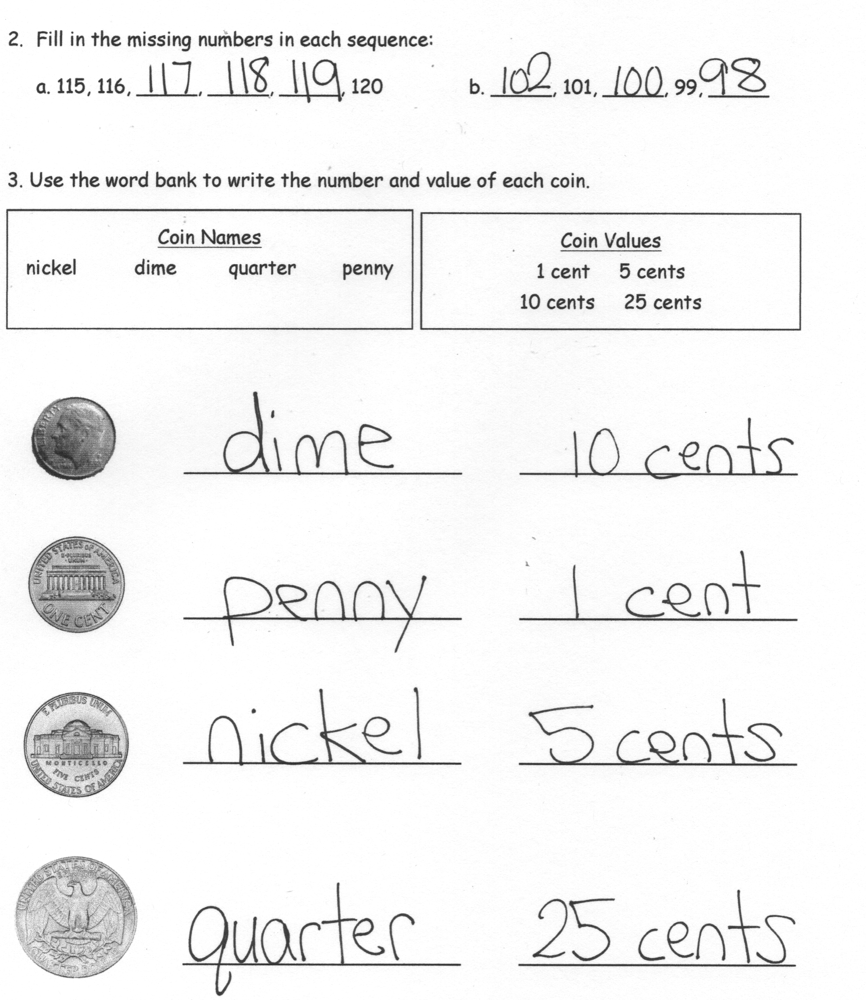 2. Fill in the missing numbers in each sequence:
a. 115, 116, 117, 118, 119, 120 b. 102, 101, 100, 99, 98
3. Use the word bank to write the number and value of each coin.
Coin Names
nickel dime quarter penny
Coin Values
1 cent 5 cents
10 cents 25 cents
LIBERTY
dime 10 cents
UNITED STATES OF AMERICA
E·PLURIBUS
·UNUM·
ONE CENT
penny 1 cent
E PLURIBUS UNUM
MONTICELLO
FIVE CENTS
UNITED STATES OF AMERICA
nickel 5 cents
UNITED STATES OF AMERICA
quarter 25 cents